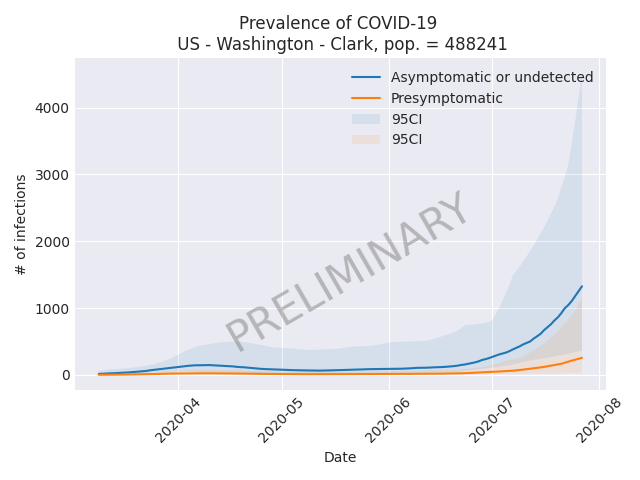 Prevalence of COVID-19
US - Washington - Clark, pop. = 488241
Asymptomatic or undetected
Presymptomatic
95CI
95CI
4000
3000
2000
1000
0
# of infections
PRELIMINARY
2020-04
2020-05
2020-06
2020-07
2020-08
Date